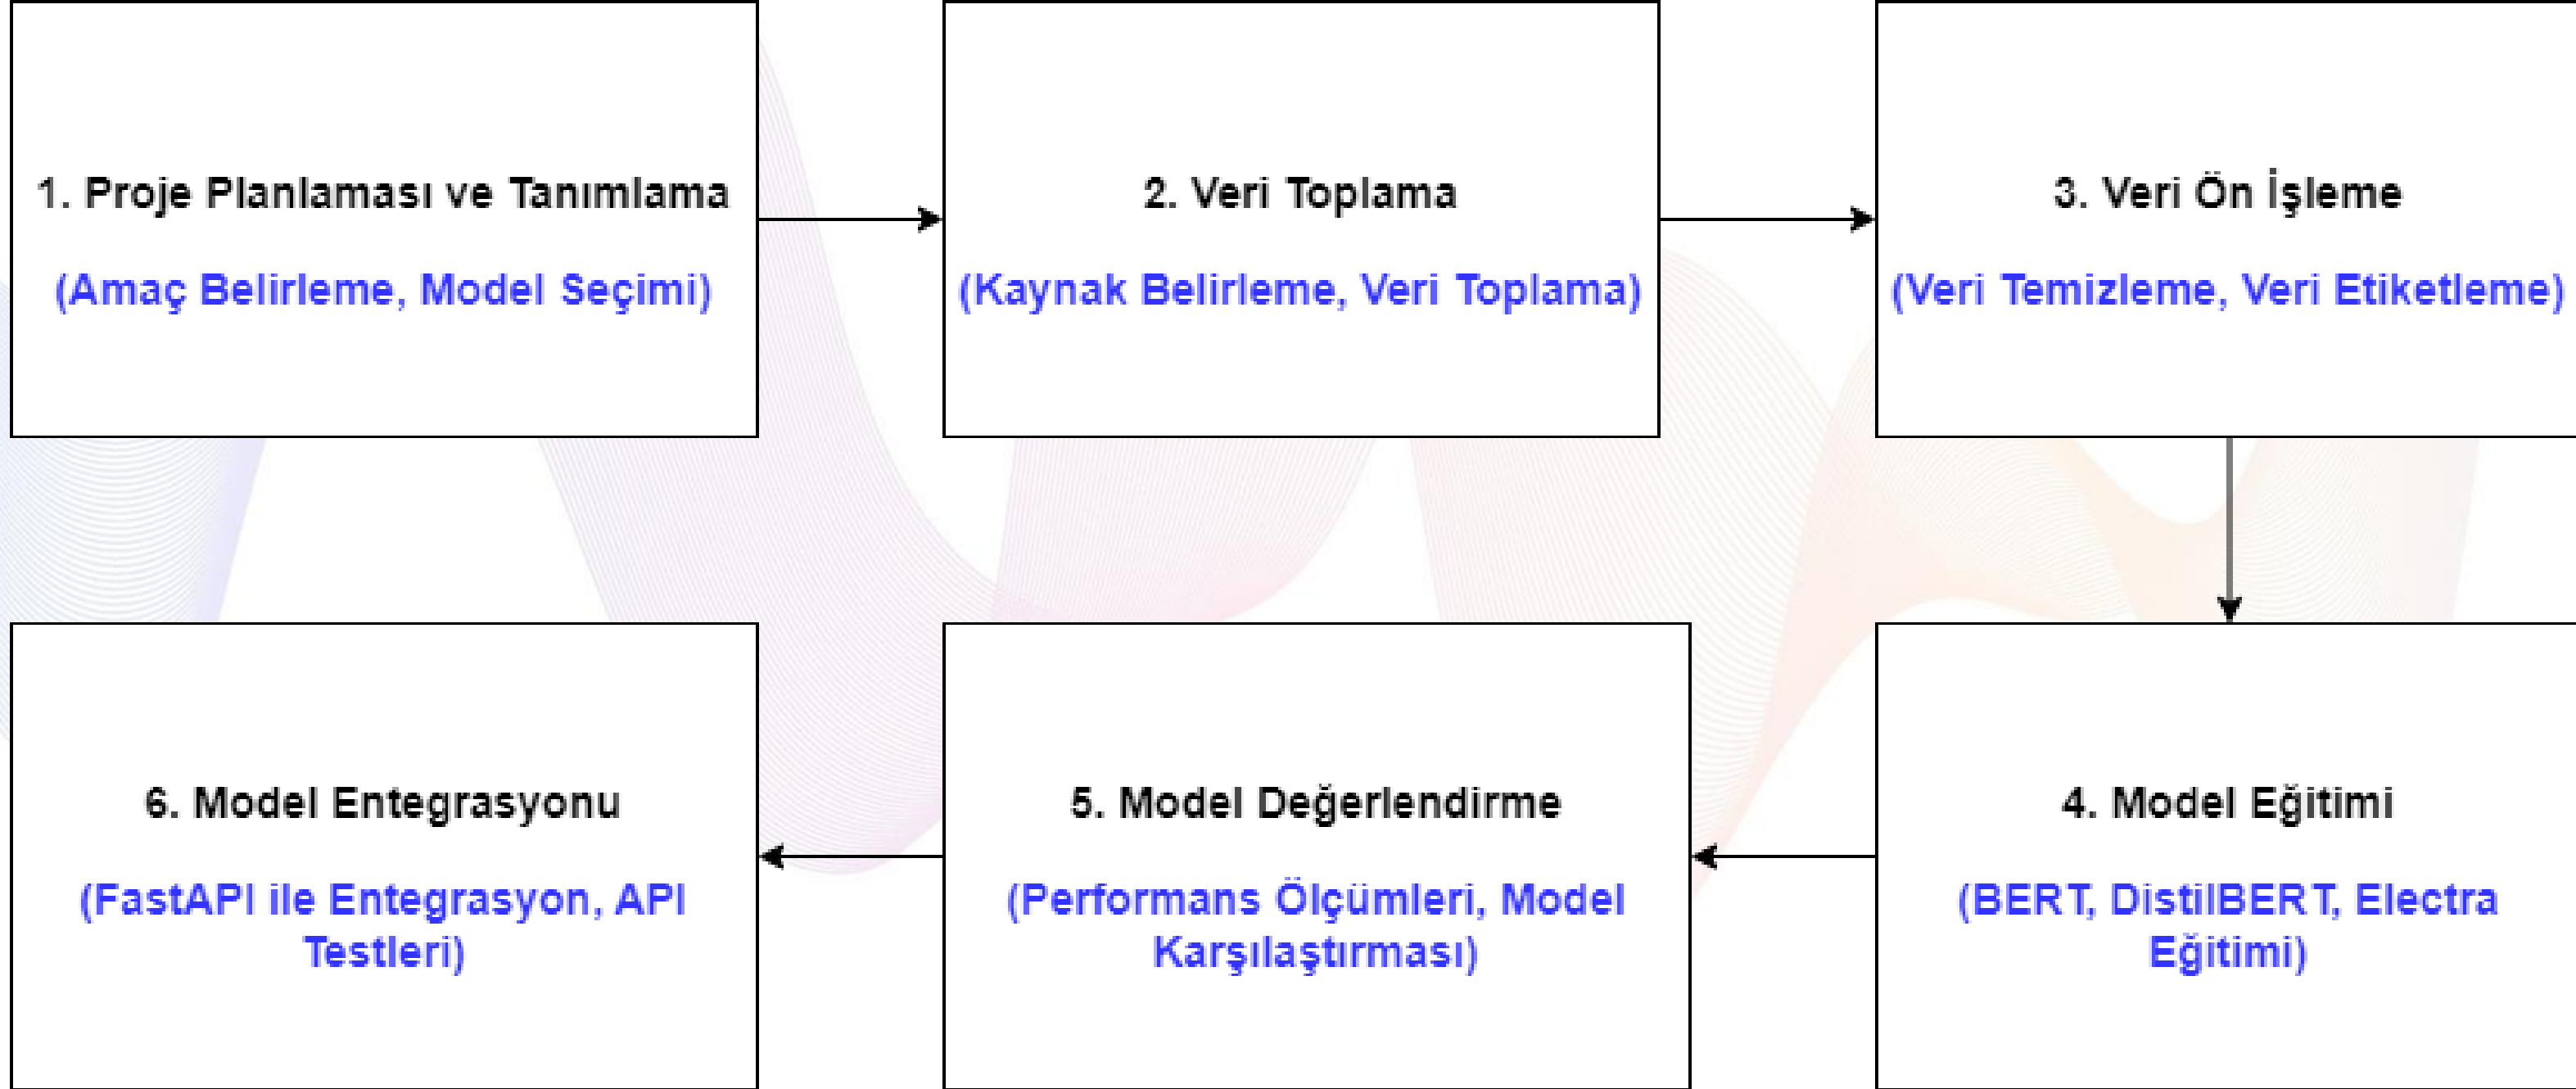 1. Proje Planlaması ve Tanımlama
(Amaç Belirleme, Model Seçimi)
2. Veri Toplama
(Kaynak Belirleme, Veri Toplama)
3. Veri Ön İşleme
(Veri Temizleme, Veri Etiketleme)
4. Model Eğitimi
(BERT, DistilBERT, Electra
Eğitimi)
5. Model Değerlendirme
(Performans Ölçümleri, Model
Karşılaştırması)
6. Model Entegrasyonu
(FastAPI ile Entegrasyon, API
Testleri)